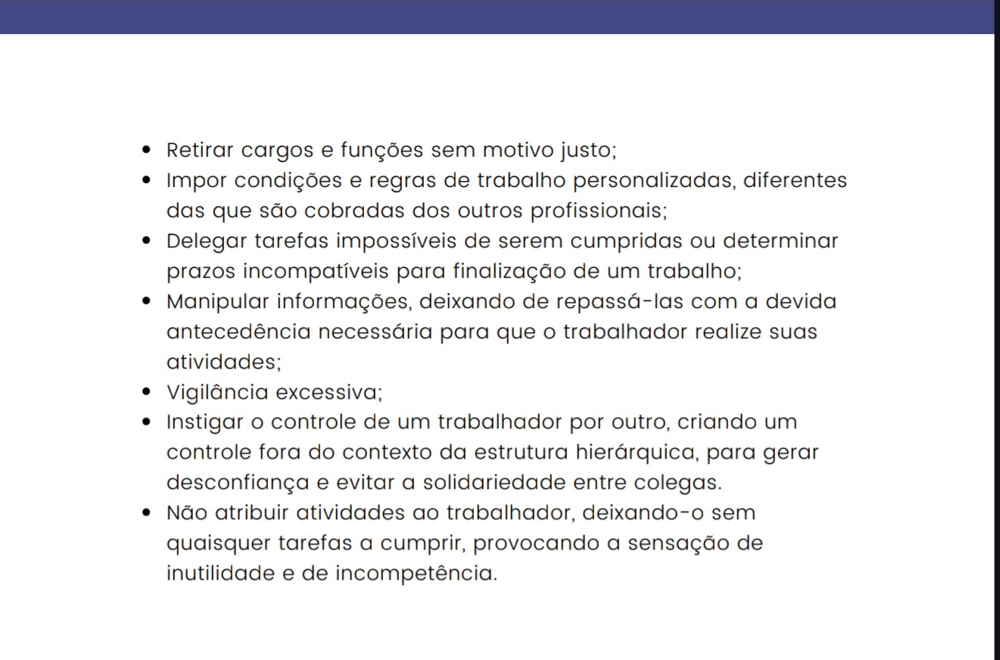 • Retirar cargos e funções sem motivo justo;
• Impor condições e regras de trabalho personalizadas, diferentes
das que são cobradas dos outros profissionais;
• Delegar tarefas impossíveis de serem cumpridas ou determinar
prazos incompatíveis para finalização de um trabalho;
• Manipular informações, deixando de repassá-las com a devida
antecedência necessária para que o trabalhador realize suas
atividades;
• Vigilância excessiva;
• Instigar o controle de um trabalhador por outro, criando um
controle fora do contexto da estrutura hierárquica, para gerar
desconfiança e evitar a solidariedade entre colegas.
• Não atribuir atividades ao trabalhador, deixando-o sem
quaisquer tarefas a cumprir, provocando a sensação de
inutilidade e de incompetência.